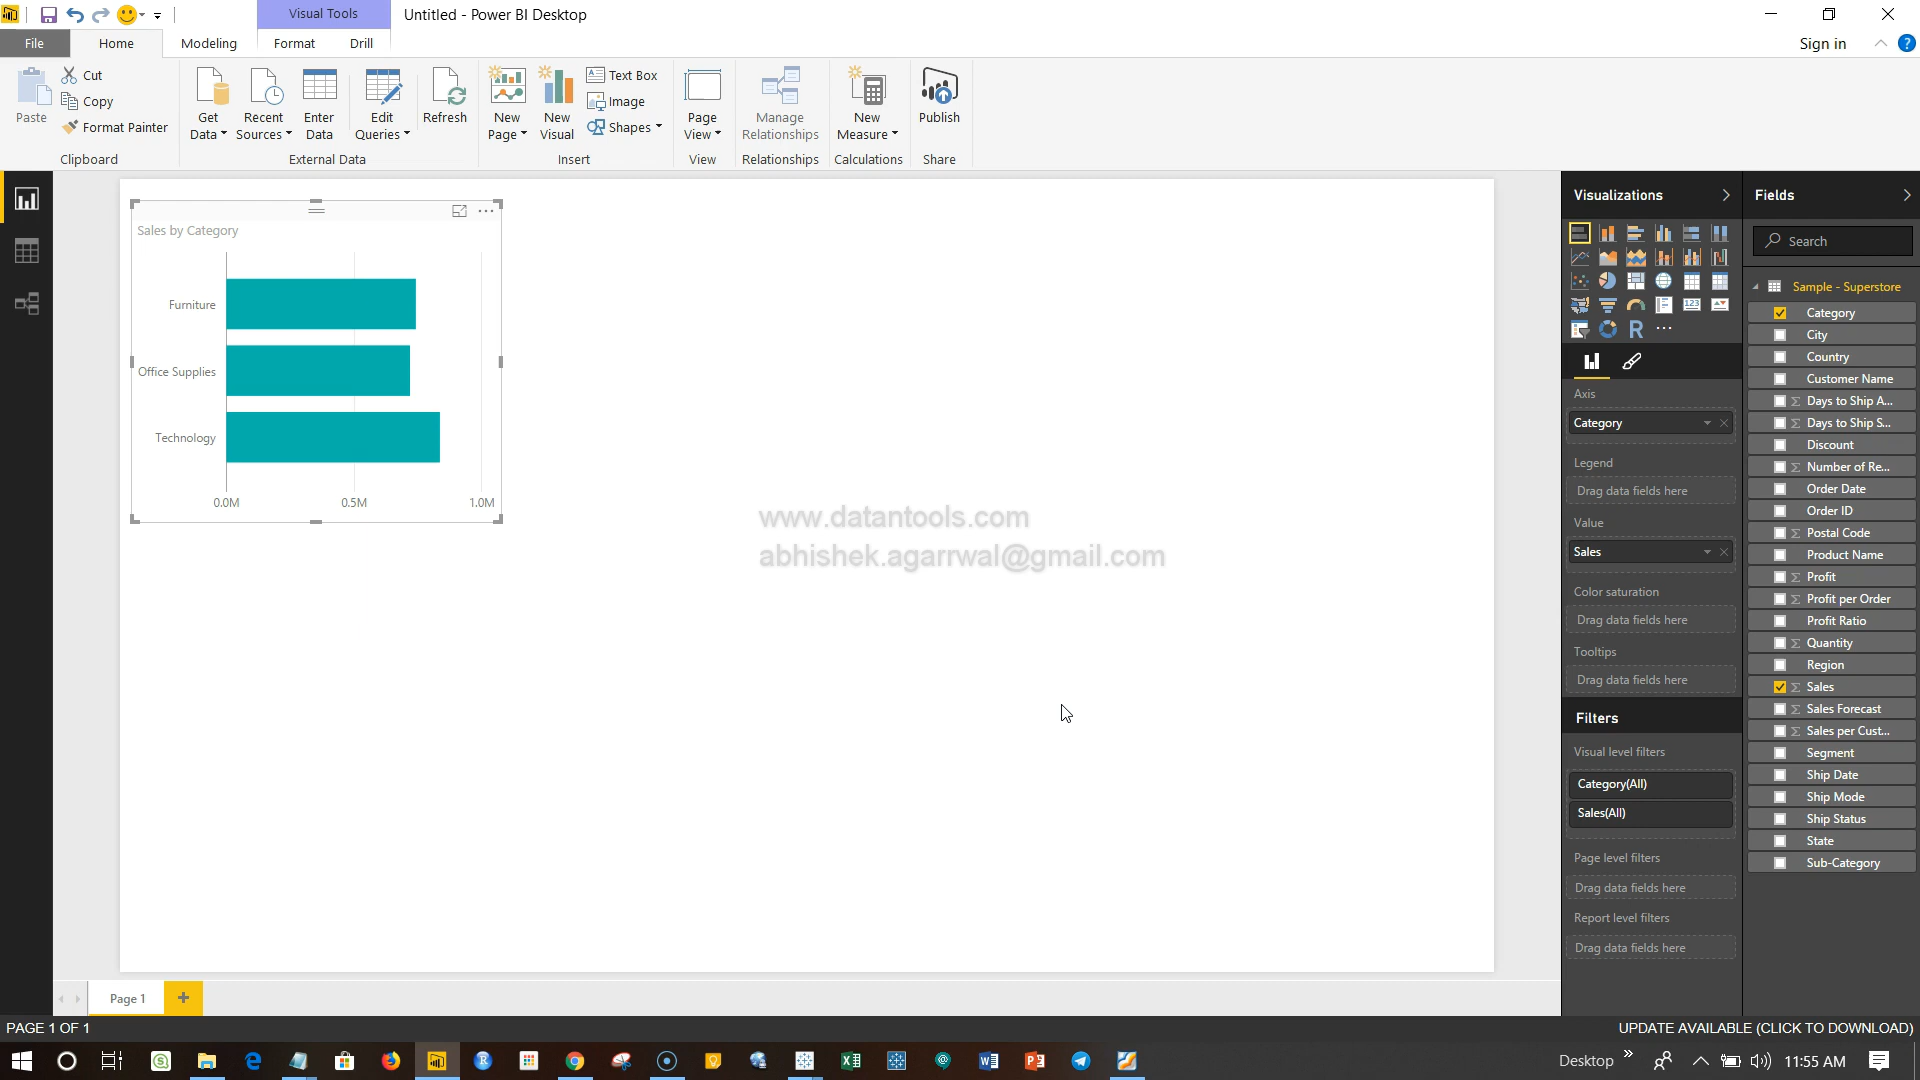 Visual Tools
Untitled - Power BI Desktop
File
Home
Modeling
Format
Drill
Sign in
?
Paste
Cut
Copy
Format Painter
Clipboard
Get Data
Recent Sources
Enter Data
Edit Queries
Refresh
External Data
New Page
New Visual
Text Box
Image
Shapes
Insert
Page View
View
Manage Relationships
Relationships
New Measure
Calculations
Publish
Share
Sales by Category
Furniture
Office Supplies
Technology
0.0M
0.5M
1.0M
www.datantools.com
abhishek.agarrwal@gmail.com
Visualizations
123
R
Axis
Category
Legend
Drag data fields here
Value
Sales
Color saturation
Drag data fields here
Tooltips
Drag data fields here
Filters
Visual level filters
Category(All)
Sales(All)
Page level filters
Drag data fields here
Report level filters
Drag data fields here
Fields
Search
Sample - Superstore
Category
City
Country
Customer Name
Days to Ship A...
Days to Ship S...
Discount
Number of Re...
Order Date
Order ID
Postal Code
Product Name
Profit
Profit per Order
Profit Ratio
Quantity
Region
Sales
Sales Forecast
Sales per Cust...
Segment
Ship Date
Ship Mode
Ship Status
State
Sub-Category
Page 1
PAGE 1 OF 1
UPDATE AVAILABLE (CLICK TO DOWNLOAD)
Desktop
11:55 AM